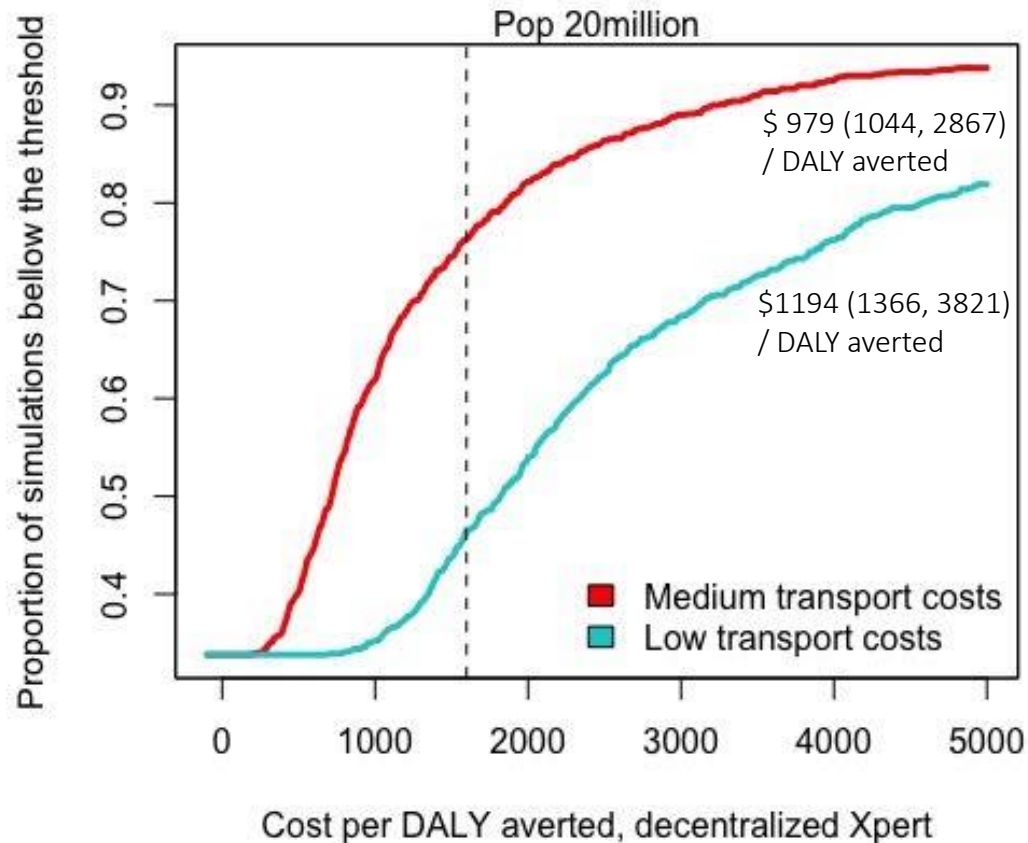 Pop 20million
Proportion of simulations bellow the threshold
0.9
0.8
0.7
0.6
0.5
0.4
$ 979 (1044, 2867)
/ DALY averted
$1194 (1366, 3821)
/ DALY averted
Medium transport costs
Low transport costs
0 1000 2000 3000 4000 5000
Cost per DALY averted, decentralized Xpert